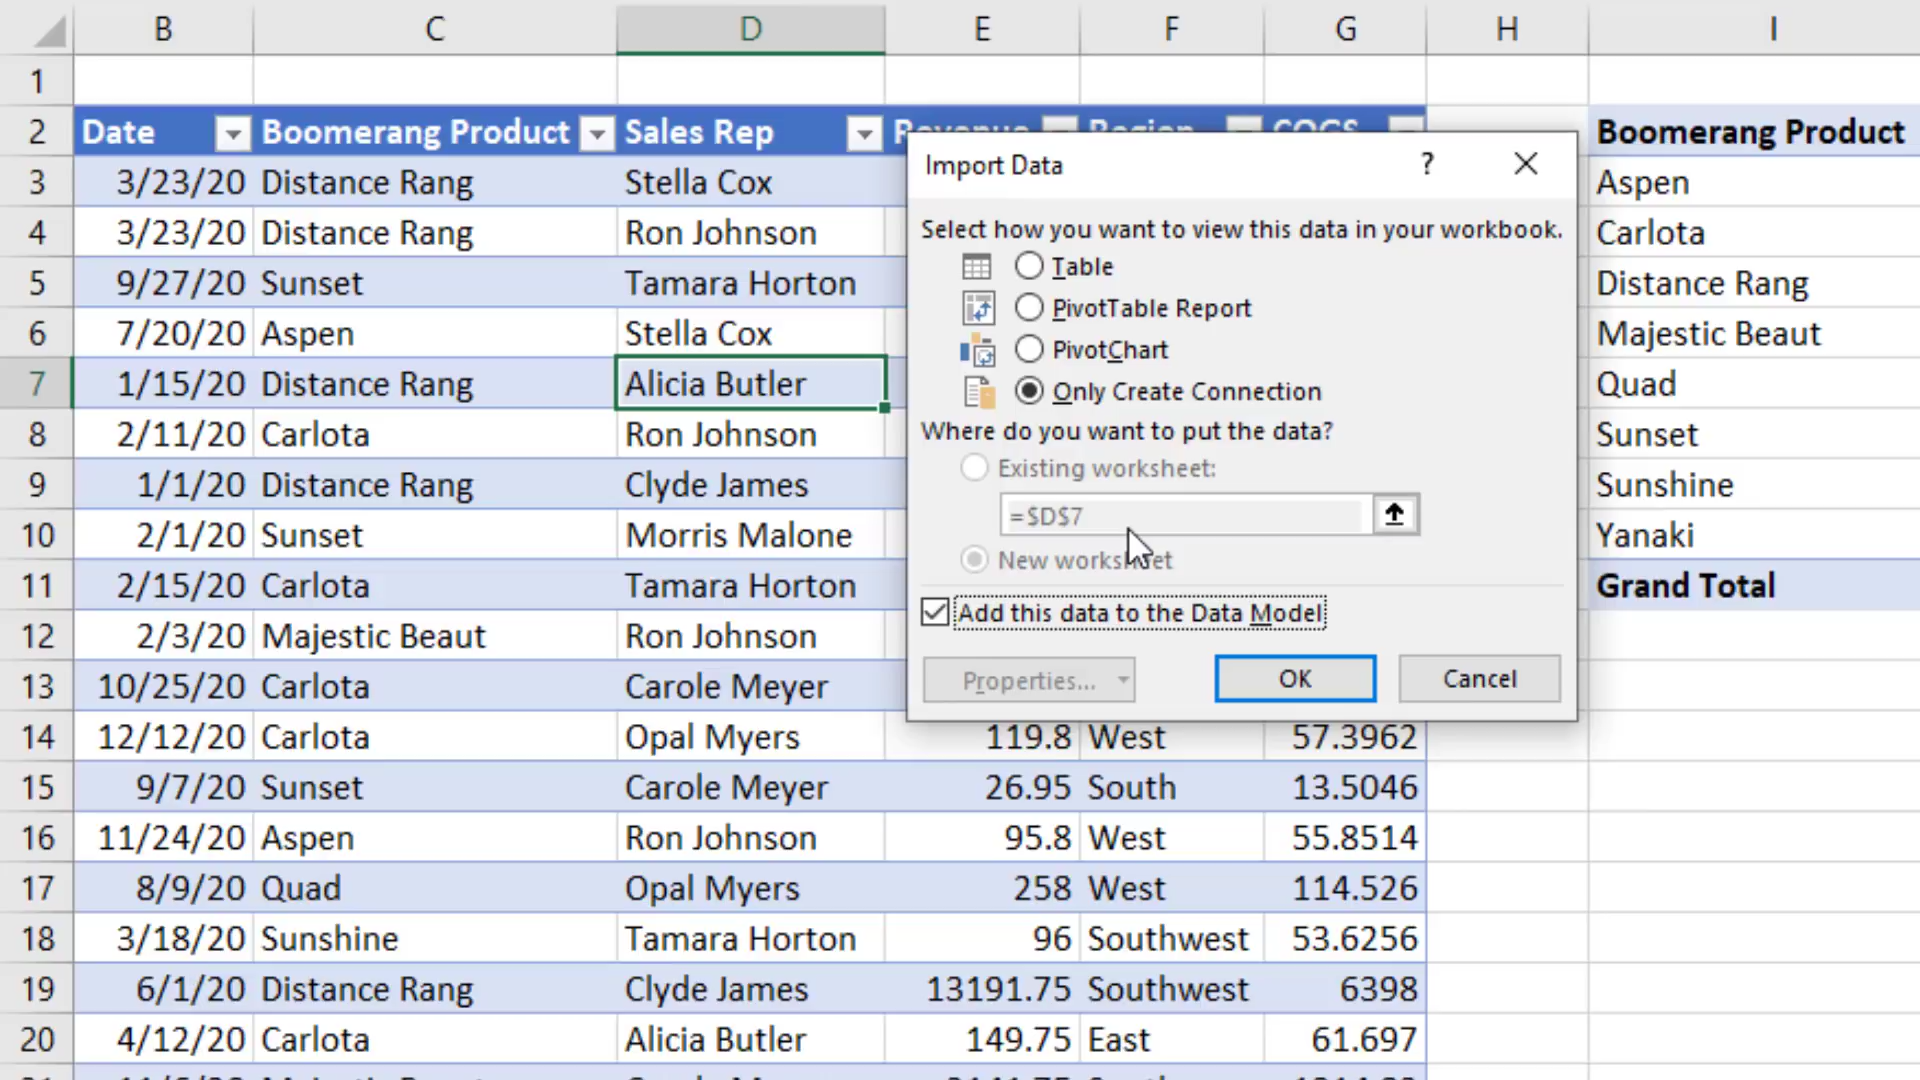 B C D E F G H I
1
2 Date Boomerang Product Sales Rep Revenue Region COGS Boomerang Product
3 3/23/20 Distance Rang Stella Cox Aspen
4 3/23/20 Distance Rang Ron Johnson Carlota
5 9/27/20 Sunset Tamara Horton Distance Rang
6 7/20/20 Aspen Stella Cox Majestic Beaut
7 1/15/20 Distance Rang Alicia Butler Quad
8 2/11/20 Carlota Ron Johnson Sunset
9 1/1/20 Distance Rang Clyde James Sunshine
10 2/1/20 Sunset Morris Malone Yanaki
11 2/15/20 Carlota Tamara Horton Grand Total
12 2/3/20 Majestic Beaut Ron Johnson
13 10/25/20 Carlota Carole Meyer
14 12/12/20 Carlota Opal Myers 119.8 West 57.3962
15 9/7/20 Sunset Carole Meyer 26.95 South 13.5046
16 11/24/20 Aspen Ron Johnson 95.8 West 55.8514
17 8/9/20 Quad Opal Myers 258 West 114.526
18 3/18/20 Sunshine Tamara Horton 96 Southwest 53.6256
19 6/1/20 Distance Rang Clyde James 13191.75 Southwest 6398
20 4/12/20 Carlota Alicia Butler 149.75 East 61.697
Import Data ?
Select how you want to view this data in your workbook.
Table
PivotTable Report
PivotChart
Only Create Connection
Where do you want to put the data?
Existing worksheet:
=$D$7
New worksheet
Add this data to the Data Model
Properties... OK Cancel